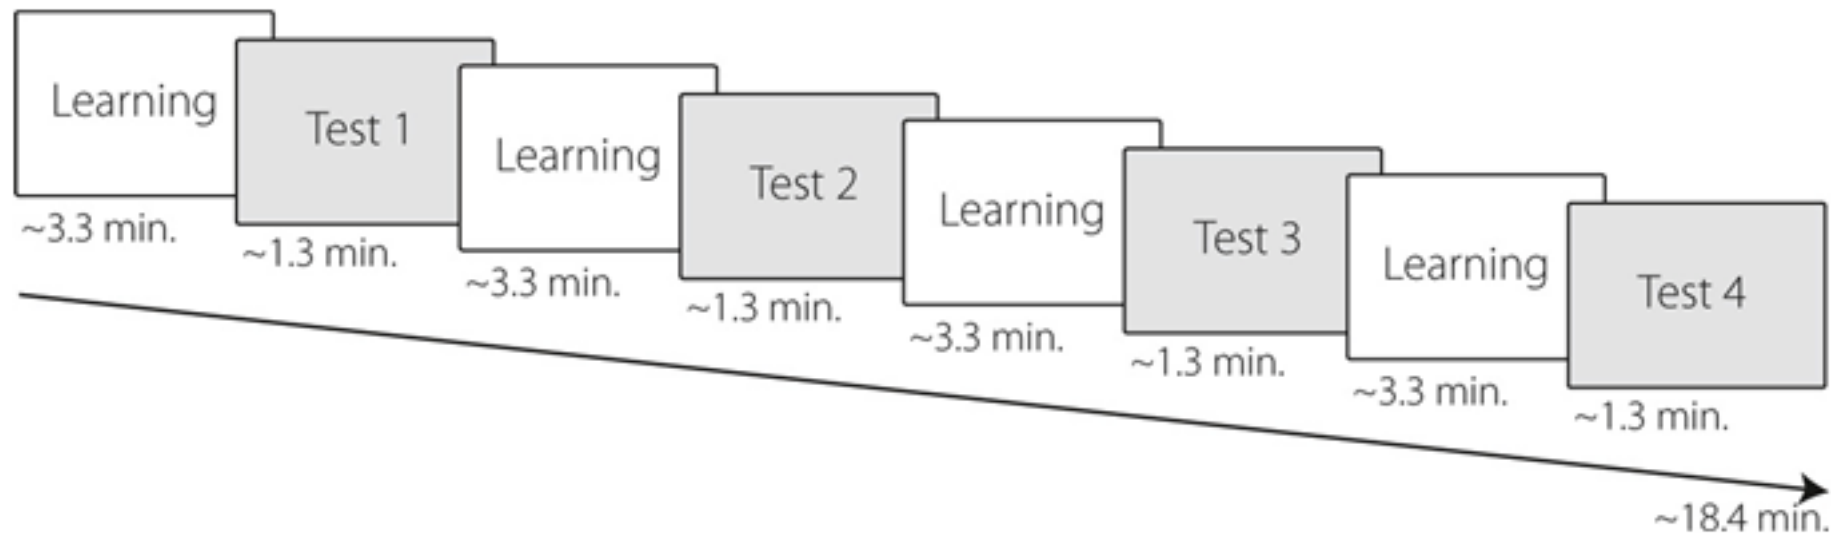 Learning
~3.3 min.
Test 1
~1.3 min.
Learning
~3.3 min.
Test 2
~1.3 min.
Learning
~3.3 min.
Test 3
~1.3 min.
Learning
~3.3 min.
Test 4
~1.3 min.
~18.4 min.